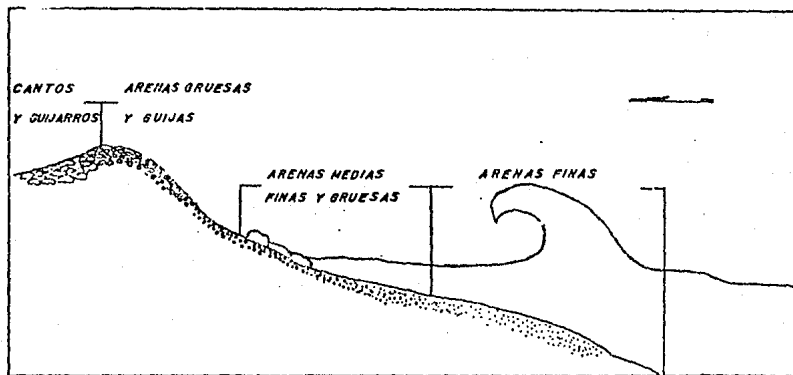 CANTOS
Y GUIJARROS
ARENAS GRUESAS
Y GUIJAS
ARENAS MEDIAS
FINAS Y GRUESAS
ARENAS FINAS